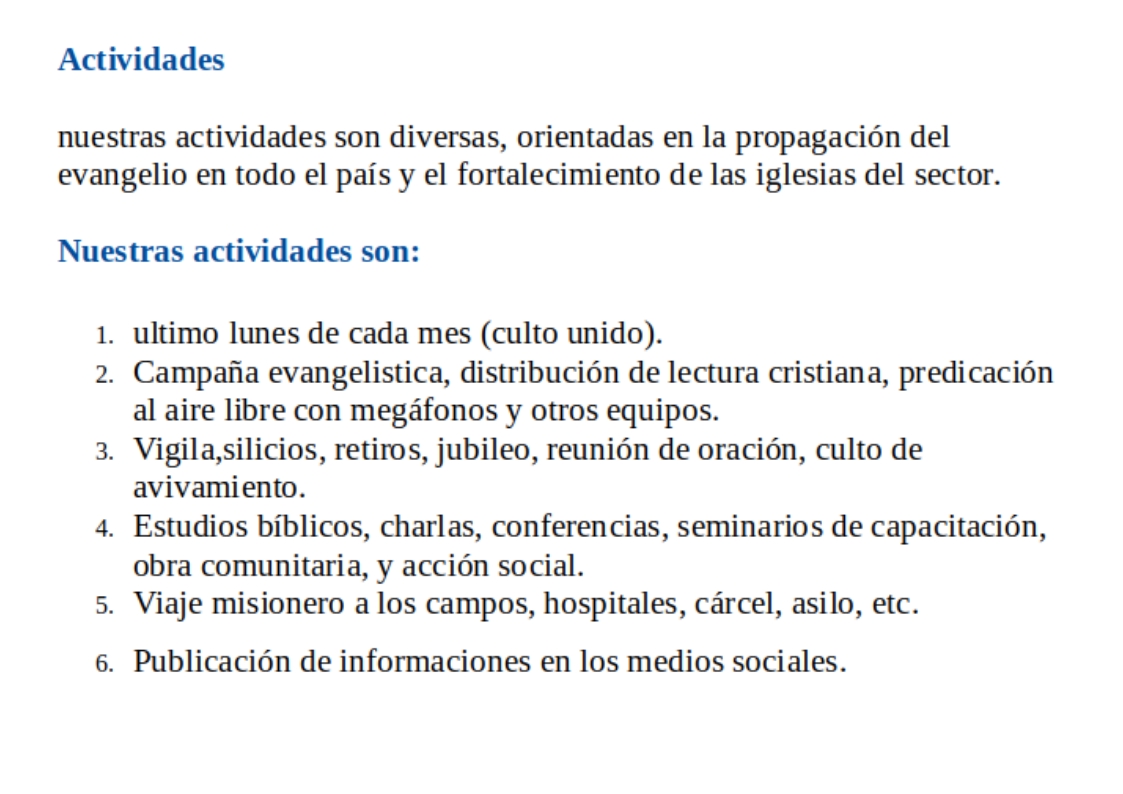 Actividades
nuestras actividades son diversas, orientadas en la propagación del
evangelio en todo el país y el fortalecimiento de las iglesias del sector.
Nuestras actividades son:
1. ultimo lunes de cada mes (culto unido).
2. Campaña evangelistica, distribución de lectura cristiana, predicación
al aire libre con megáfonos y otros equipos.
3. Vigila,silicios, retiros, jubileo, reunión de oración, culto de
avivamiento.
4. Estudios bíblicos, charlas, conferencias, seminarios de capacitación,
obra comunitaria, y acción social.
5. Viaje misionero a los campos, hospitales, cárcel, asilo, etc.
6. Publicación de informaciones en los medios sociales.